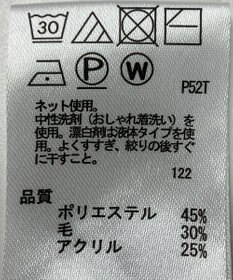 30
P W
P52T
ネット使用。
中性洗剤（おしゃれ着洗い）を
使用。漂白剤は液体タイプを使
用。よくすすぎ、絞りの後すぐ
に干す。
122
品質
ポリエステル 45%
毛 30%
アクリル 25%